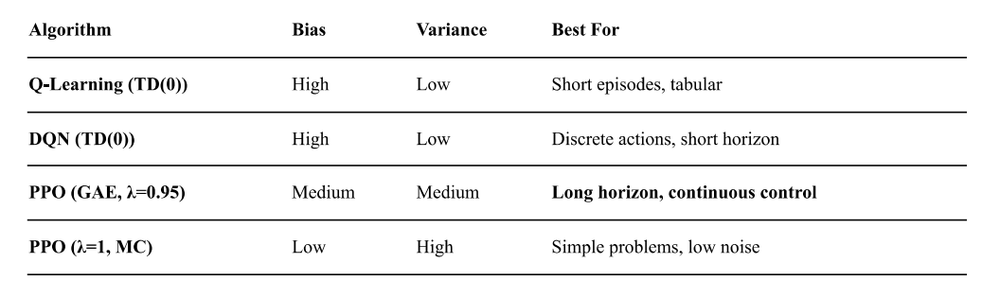 Algorithm Bias Variance Best For
Q-Learning (TD(0)) High Low Short episodes, tabular
DQN (TD(0)) High Low Discrete actions, short horizon
PPO (GAE, λ=0.95) Medium Medium Long horizon, continuous control
PPO (λ=1, MC) Low High Simple problems, low noise